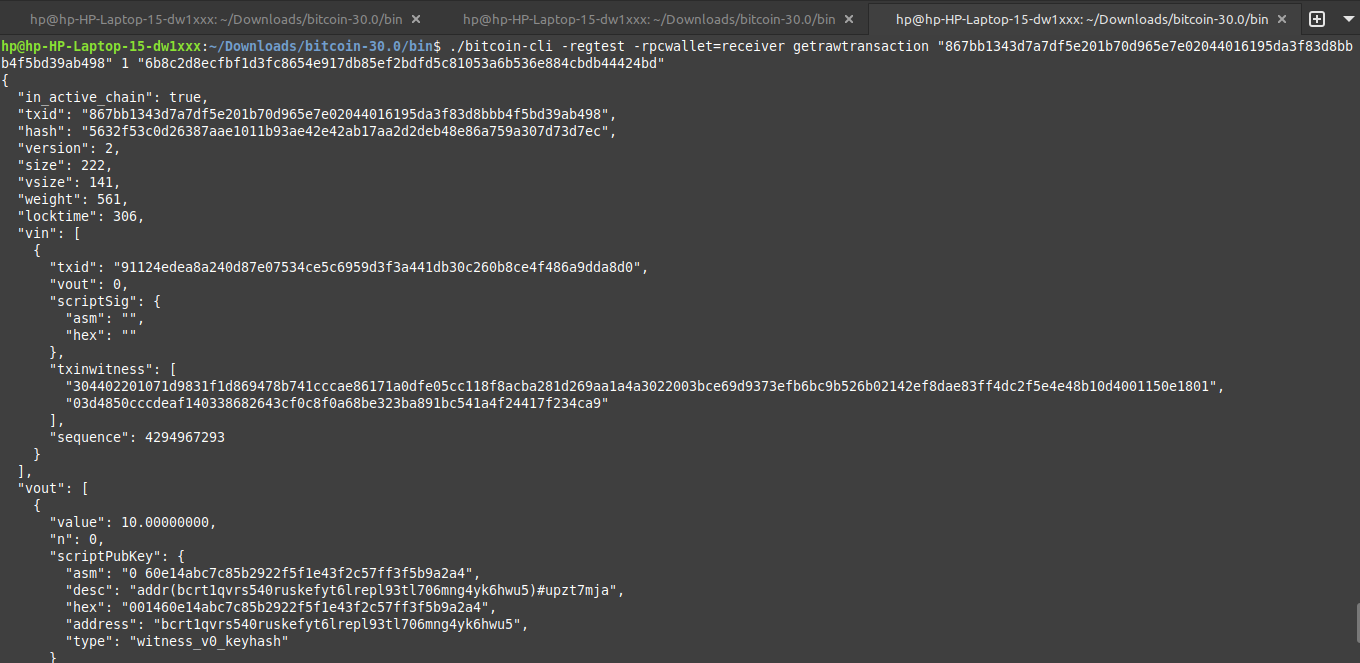 hp@hp-HP-Laptop-15-dw1xxx: ~/Downloads/bitcoin-30.0/bin × hp@hp-HP-Laptop-15-dw1xxx: ~/Downloads/bitcoin-30.0/bin × hp@hp-HP-Laptop-15-dw1xxx: ~/Downloads/bitcoin-30.0/bin ×
hp@hp-HP-Laptop-15-dw1xxx:~/Downloads/bitcoin-30.0/bin$ ./bitcoin-cli -regtest -rpcwallet=receiver getrawtransaction "867bb1343d7a7df5e201b70d965e7e02044016195da3f83d8bb
b4f5bd39ab498" 1 "6b8c2d8ecfbf1d3fc8654e917db85ef2bdfd5c81053a6b536e884cbdb44424bd"
{
  "in_active_chain": true,
  "txid": "867bb1343d7a7df5e201b70d965e7e02044016195da3f83d8bbb4f5bd39ab498",
  "hash": "5632f53c0d26387aae1011b93ae42e42ab17aa2d2deb48e86a759a307d73d7ec",
  "version": 2,
  "size": 222,
  "vsize": 141,
  "weight": 561,
  "locktime": 306,
  "vin": [
    {
      "txid": "91124edea8a240d87e07534ce5c6959d3f3a441db30c260b8ce4f486a9dda8d0",
      "vout": 0,
      "scriptSig": {
        "asm": "",
        "hex": ""
      },
      "txinwitness": [
        "304402201071d9831f1d869478b741cccae86171a0dfe05cc118f8acba281d269aa1a4a3022003bce69d9373efb6bc9b526b02142ef8dae83ff4dc2f5e4e48b10d4001150e1801",
        "03d4850cccdeaf140338682643cf0c8f0a68be323ba891bc541a4f24417f234ca9"
      ],
      "sequence": 4294967293
    }
  ],
  "vout": [
    {
      "value": 10.00000000,
      "n": 0,
      "scriptPubKey": {
        "asm": "0 60e14abc7c85b2922f5f1e43f2c57ff3f5b9a2a4",
        "desc": "addr(bcrt1qvrs540ruskefyt6lrepl93tl706mng4yk6hwu5)#upzt7mja",
        "hex": "001460e14abc7c85b2922f5f1e43f2c57ff3f5b9a2a4",
        "address": "bcrt1qvrs540ruskefyt6lrepl93tl706mng4yk6hwu5",
        "type": "witness_v0_keyhash"
      }